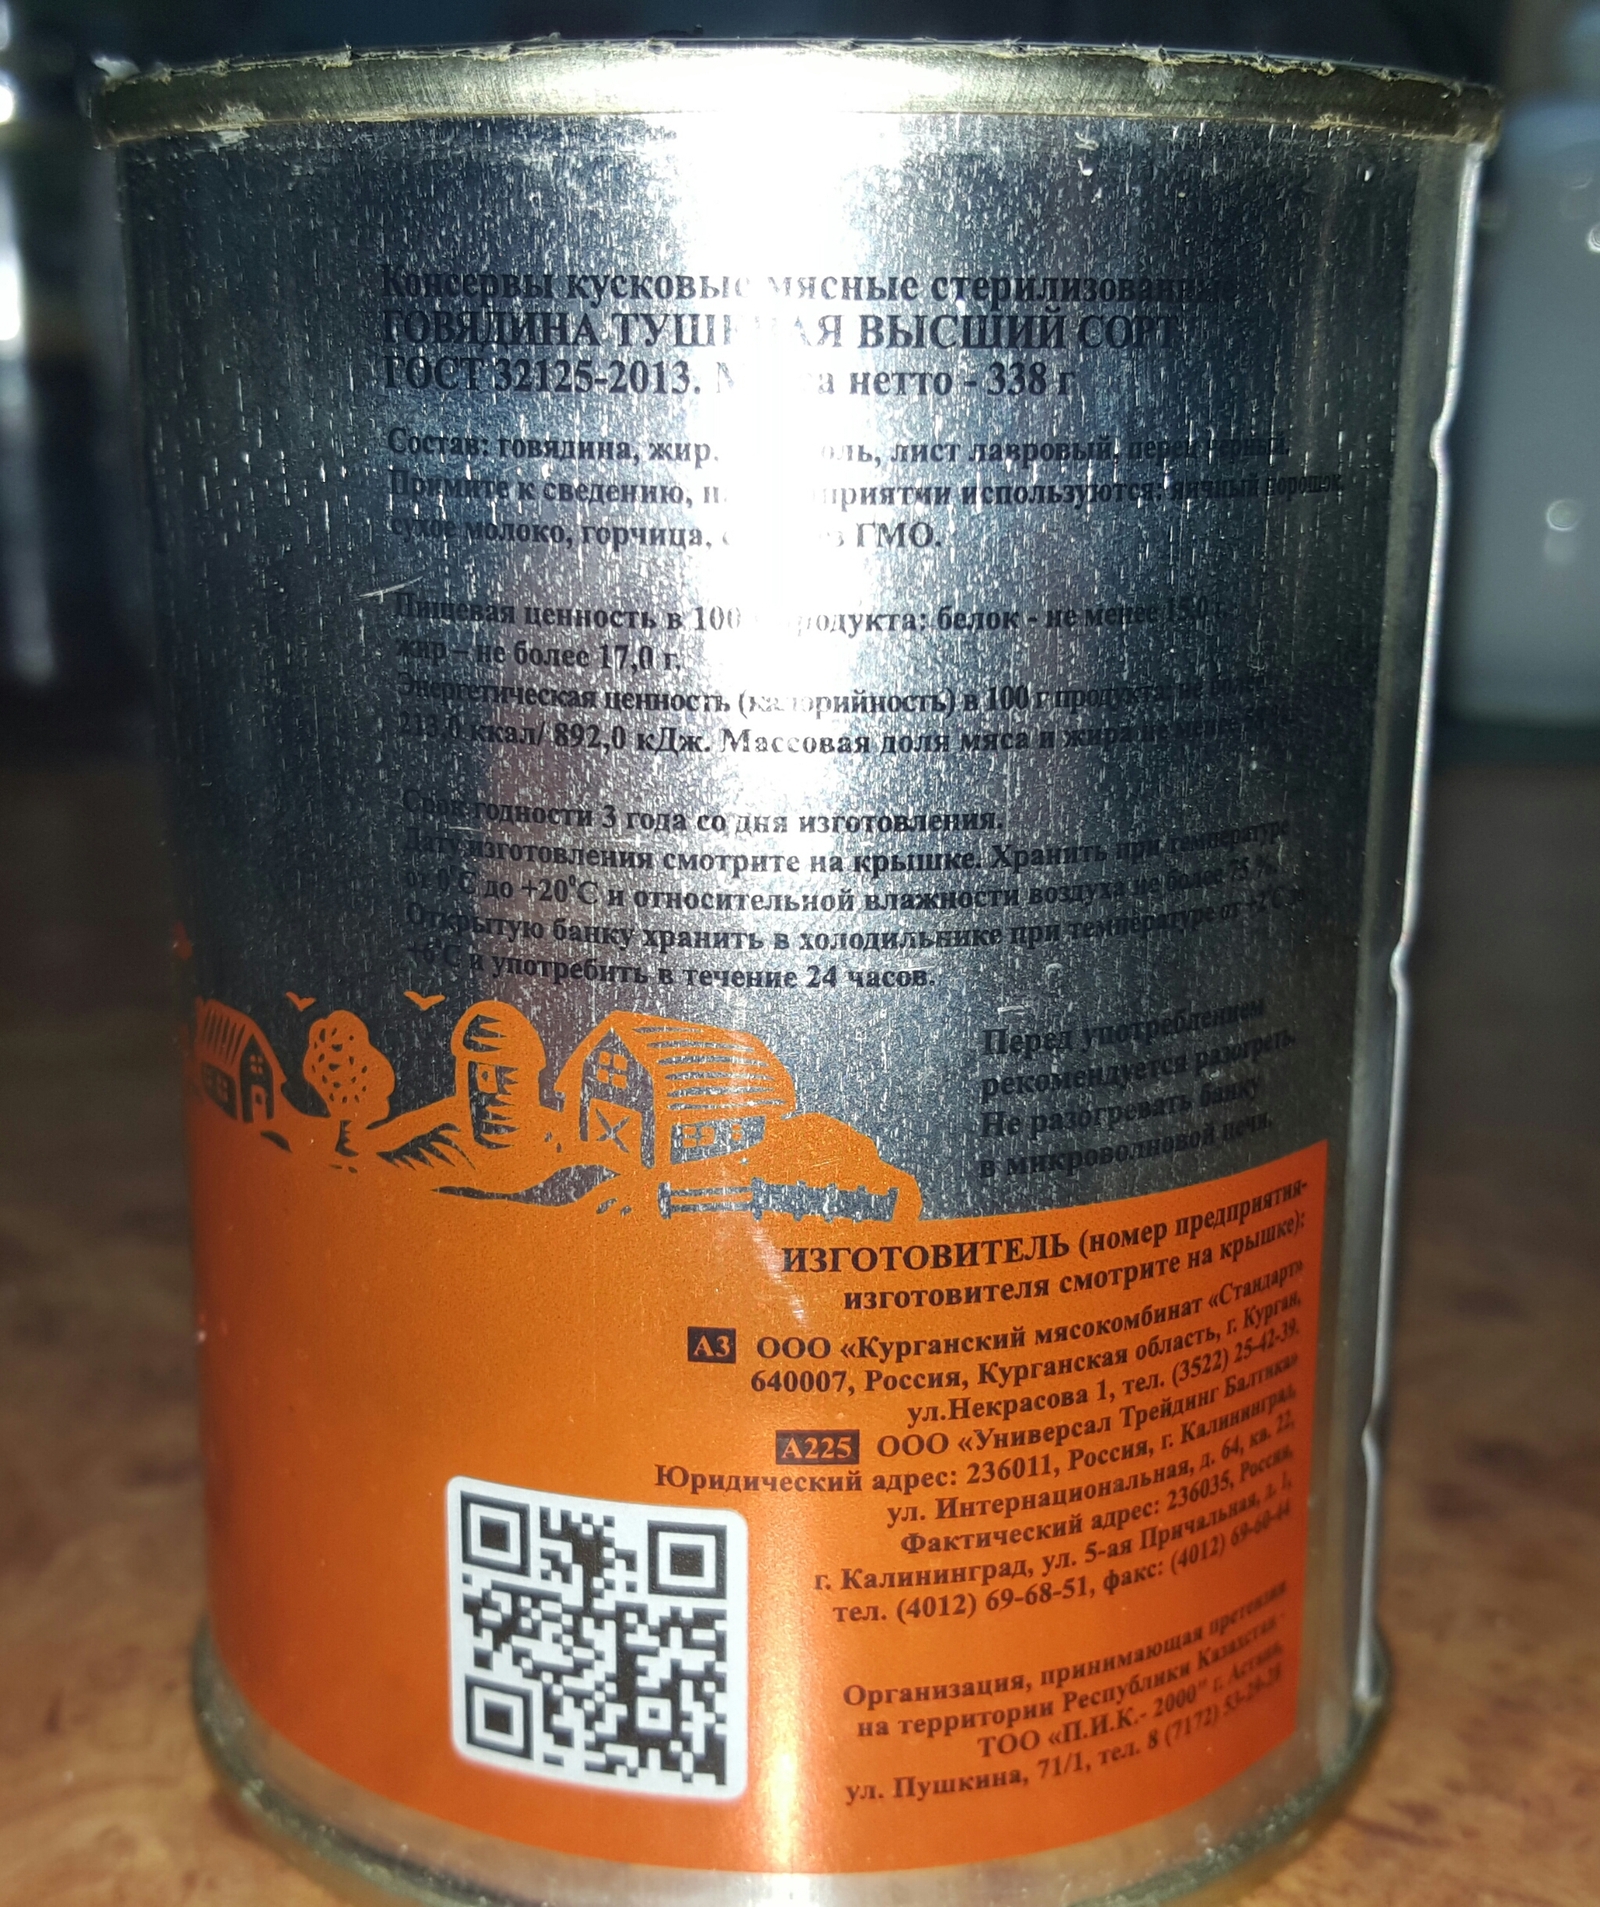 Консервы кусковые мясные стерилизованные
ГОВЯДИНА ТУШЕНАЯ ВЫСШИЙ СОРТ
ГОСТ 32125-2013. Масса нетто - 338 г
Состав: говядина, жир, соль, лист лавровый, перец черный.
Примите к сведению, на предприятии используются: яичный порошок,
сухое молоко, горчица, ГМО.
Пищевая ценность в 100 г продукта: белок - не менее 15,0 г,
жир – не более 17,0 г.
Энергетическая ценность (калорийность) в 100 г продукта: не более
213,0 ккал/ 892,0 кДж. Массовая доля мяса и жира не менее
Срок годности 3 года со дня изготовления.
Дату изготовления смотрите на крышке. Хранить при температуре
от 0°С до +20°С и относительной влажности воздуха не более 75 %.
Открытую банку хранить в холодильнике при температуре от +2°С до
+6°С и употребить в течение 24 часов.
Перед употреблением
рекомендуется разогреть.
Не разогревать банку
в микроволновой печи.
ИЗГОТОВИТЕЛЬ (номер предприятия-
изготовителя смотрите на крышке):
А3 ООО «Курганский мясокомбинат «Стандарт»
640007, Россия, Курганская область, г. Курган,
ул.Некрасова 1, тел. (3522) 25-42-39.
А225 ООО «Универсал Трейдинг Балтика»
Юридический адрес: 236011, Россия, г. Калининград,
ул. Интернациональная, д. 64, кв. 22,
Фактический адрес: 236035, Россия,
г. Калининград, ул. 5-ая Причальная, д. 1,
тел. (4012) 69-68-51, факс: (4012) 69-60-44
Организация, принимающая претензии
на территории Республики Казахстан -
ТОО «П.И.К.- 2000" г. Астана,
ул. Пушкина, 71/1, тел. 8 (7172) 53-29-28